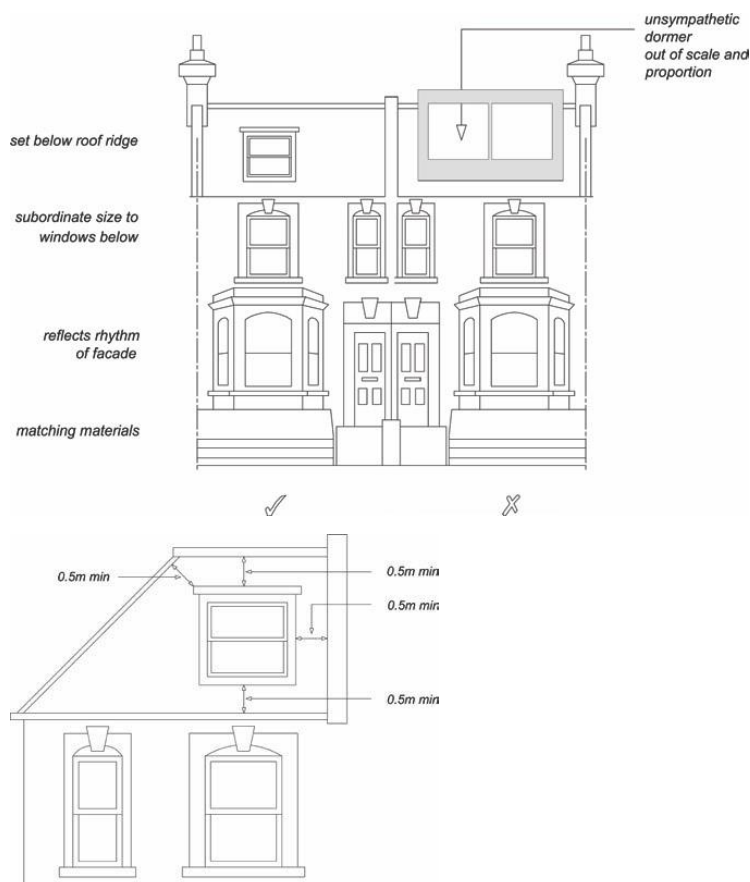 unsympathetic
dormer
out of scale and
proportion
set below roof ridge
subordinate size to
windows below
reflects rhythm
of facade
matching materials
✓ ✗
0.5m min
0.5m min
0.5m min
0.5m min